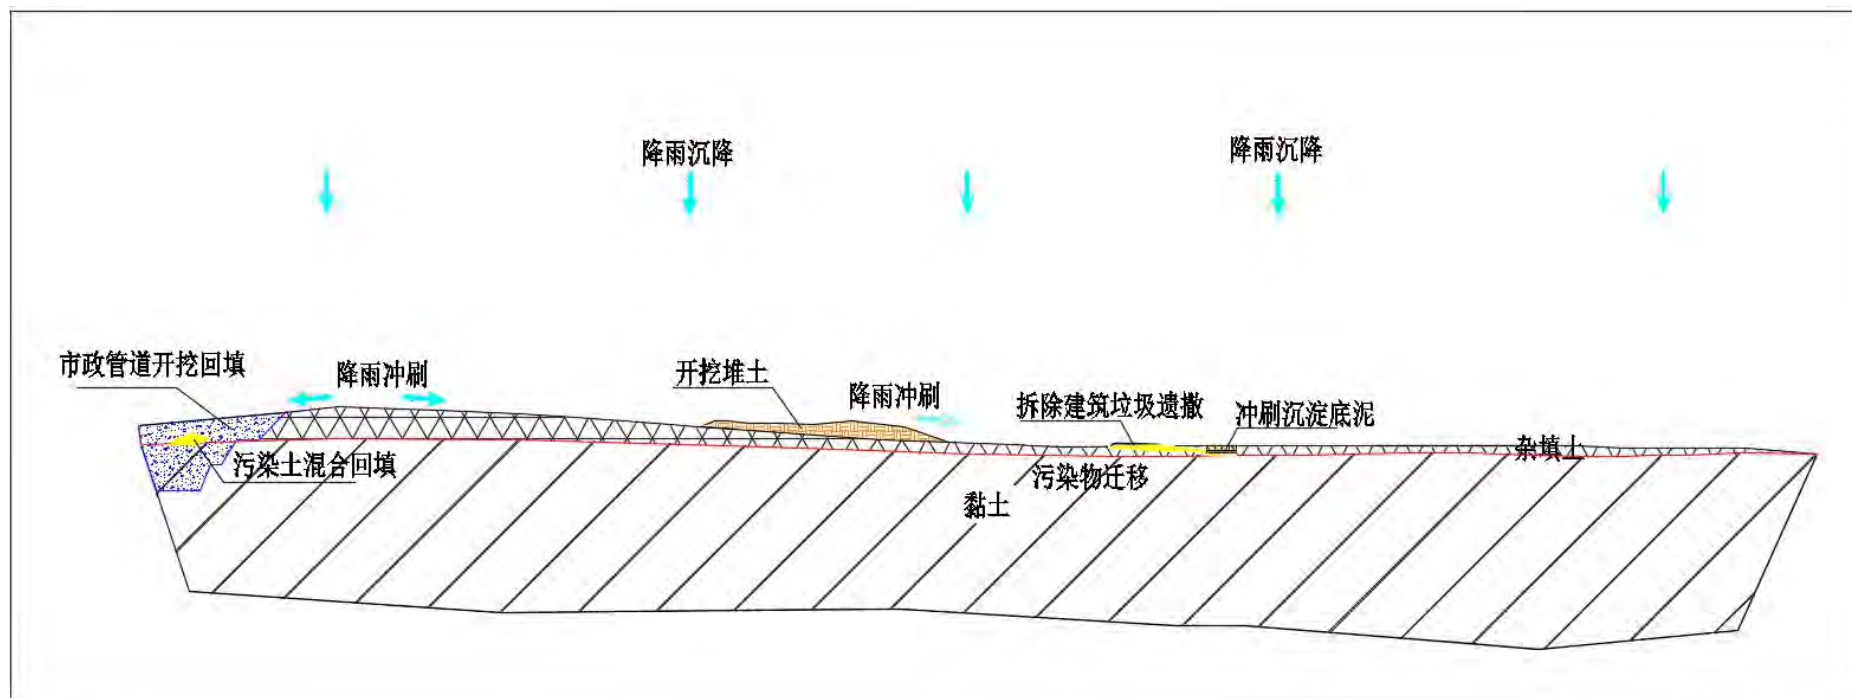 降雨沉降
降雨沉降
市政管道开挖回填
降雨冲刷
开挖堆土
降雨冲刷
拆除建筑垃圾遗撒
冲刷沉淀底泥
杂填土
污染土混合回填
污染物迁移
黏土